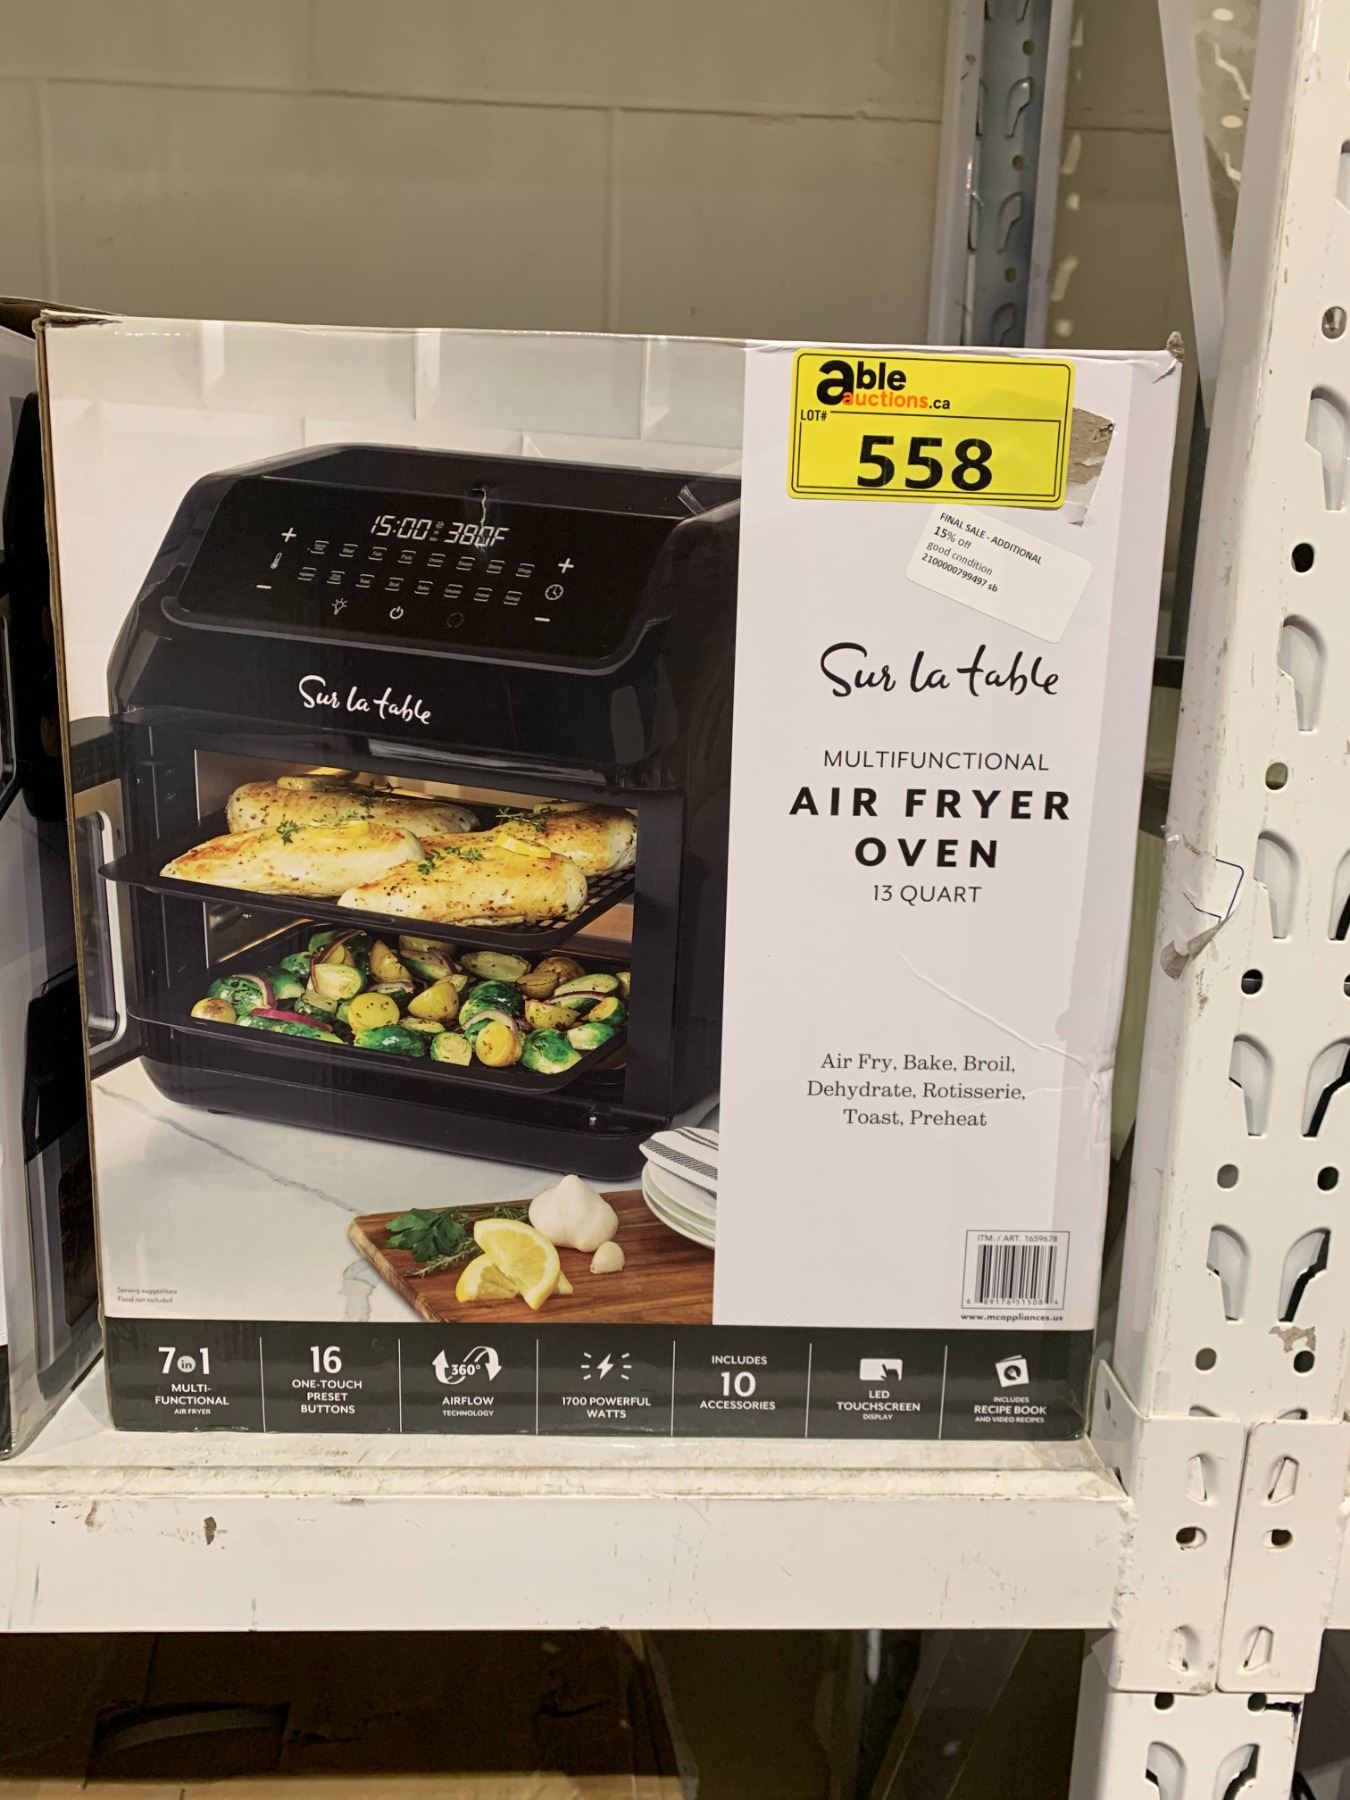 able
auctions.ca
LOT#
558
FINAL SALE - ADDITIONAL
15% off
good condition
2100000799497 sb
15:00 380F
Sur la table
Sur la table
MULTIFUNCTIONAL
AIR FRYER
OVEN
13 QUART
Air Fry, Bake, Broil,
Dehydrate, Rotisserie,
Toast, Preheat
ITM. / ART. 1659678
www.mcappliances.us
Serving suggestions
Food not included
7 in 1
MULTI-
FUNCTIONAL
AIR FRYER
16
ONE-TOUCH
PRESET
BUTTONS
360°
AIRFLOW
TECHNOLOGY
1700 POWERFUL
WATTS
INCLUDES
10
ACCESSORIES
LED
TOUCHSCREEN
DISPLAY
INCLUDES
RECIPE BOOK
AND VIDEO RECIPES